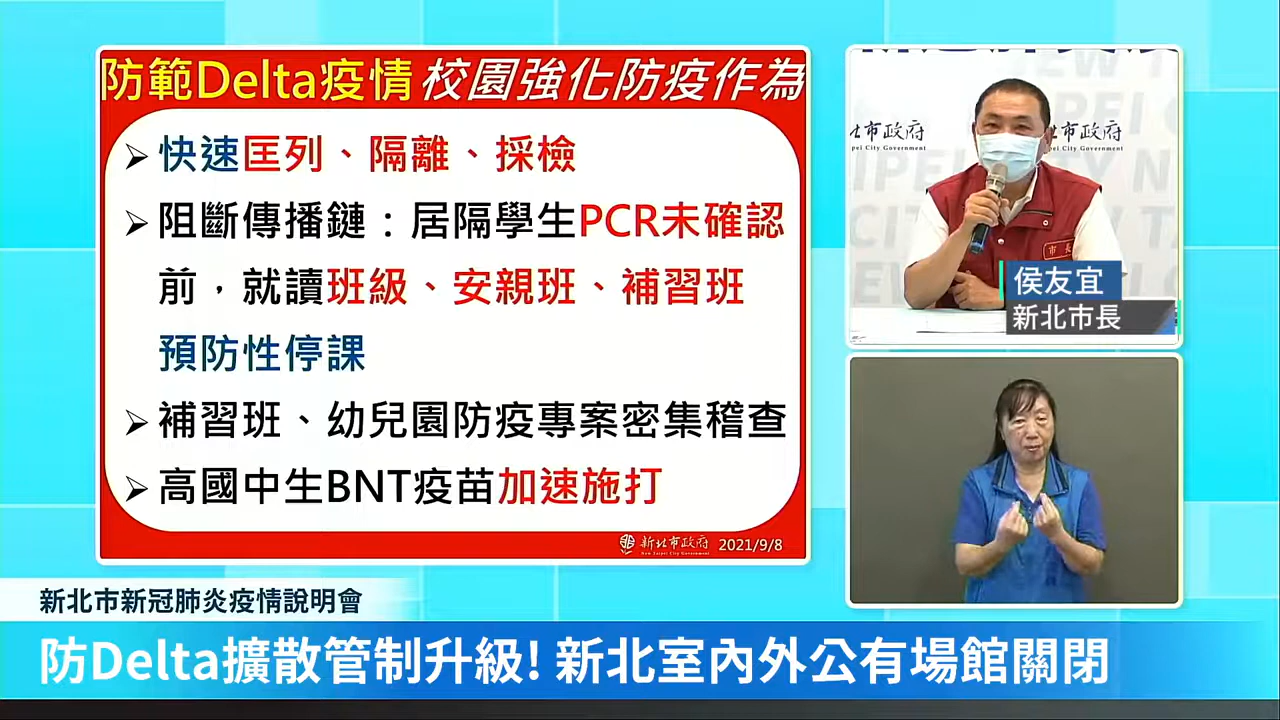 防範Delta疫情 校園強化防疫作為
➢ 快速匡列、隔離、採檢
➢ 阻斷傳播鏈：居隔學生PCR未確認
前，就讀班級、安親班、補習班
預防性停課
➢ 補習班、幼兒園防疫專案密集稽查
➢ 高國中生BNT疫苗加速施打
新北市政府 2021/9/8
New Taipei City Government
北市政府
市政府
pei City Government
市長
侯友宜
新北市長
新北市新冠肺炎疫情說明會
防Delta擴散管制升級! 新北室內外公有場館關閉